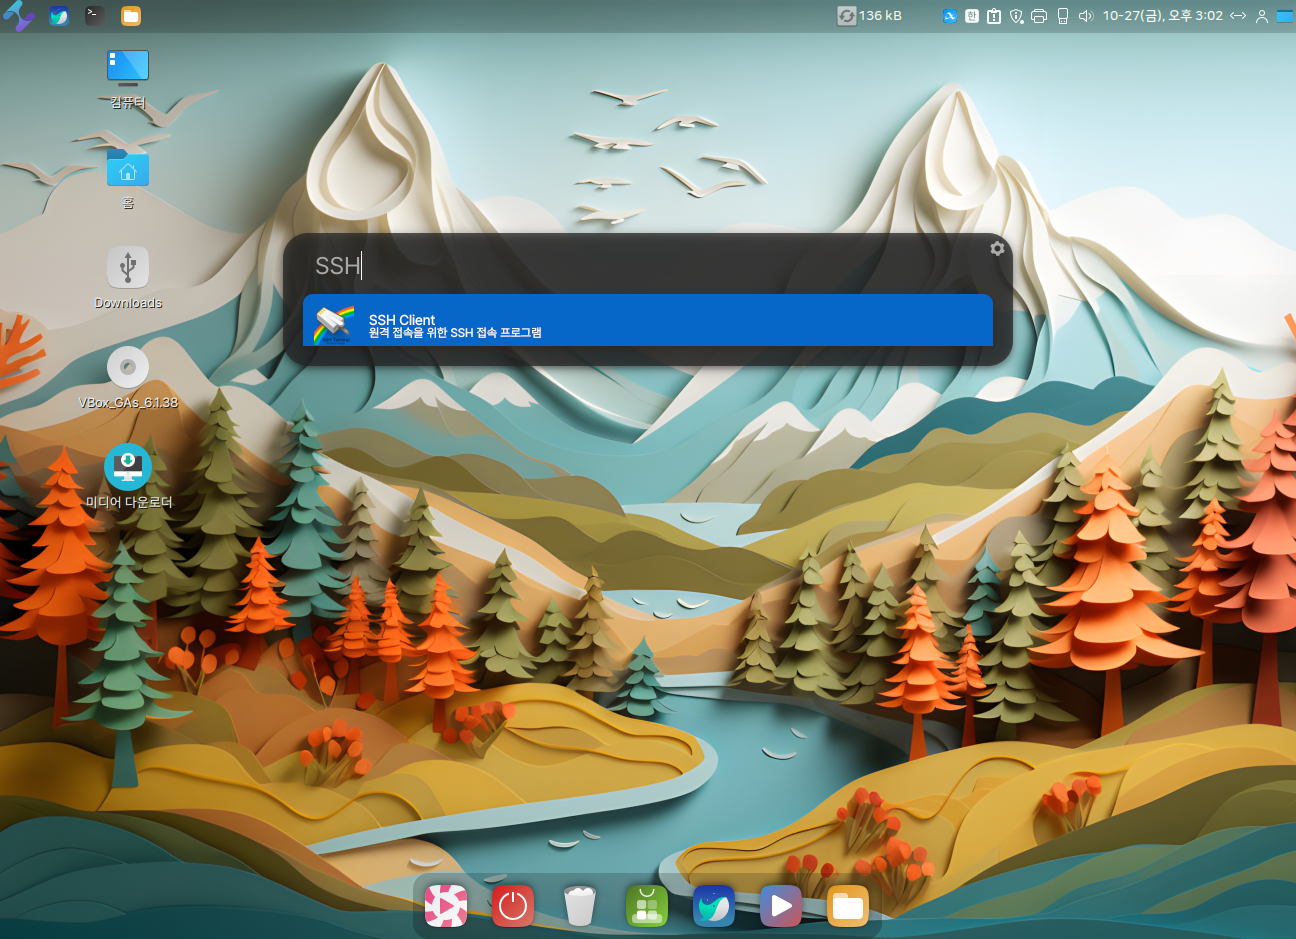 136 kB
한
10-27(금), 오후 3:02
컴퓨터
홈
Downloads
VBox_GAs_6.1.38
미디어 다운로더
SSH
SSH Client
원격 접속을 위한 SSH 접속 프로그램